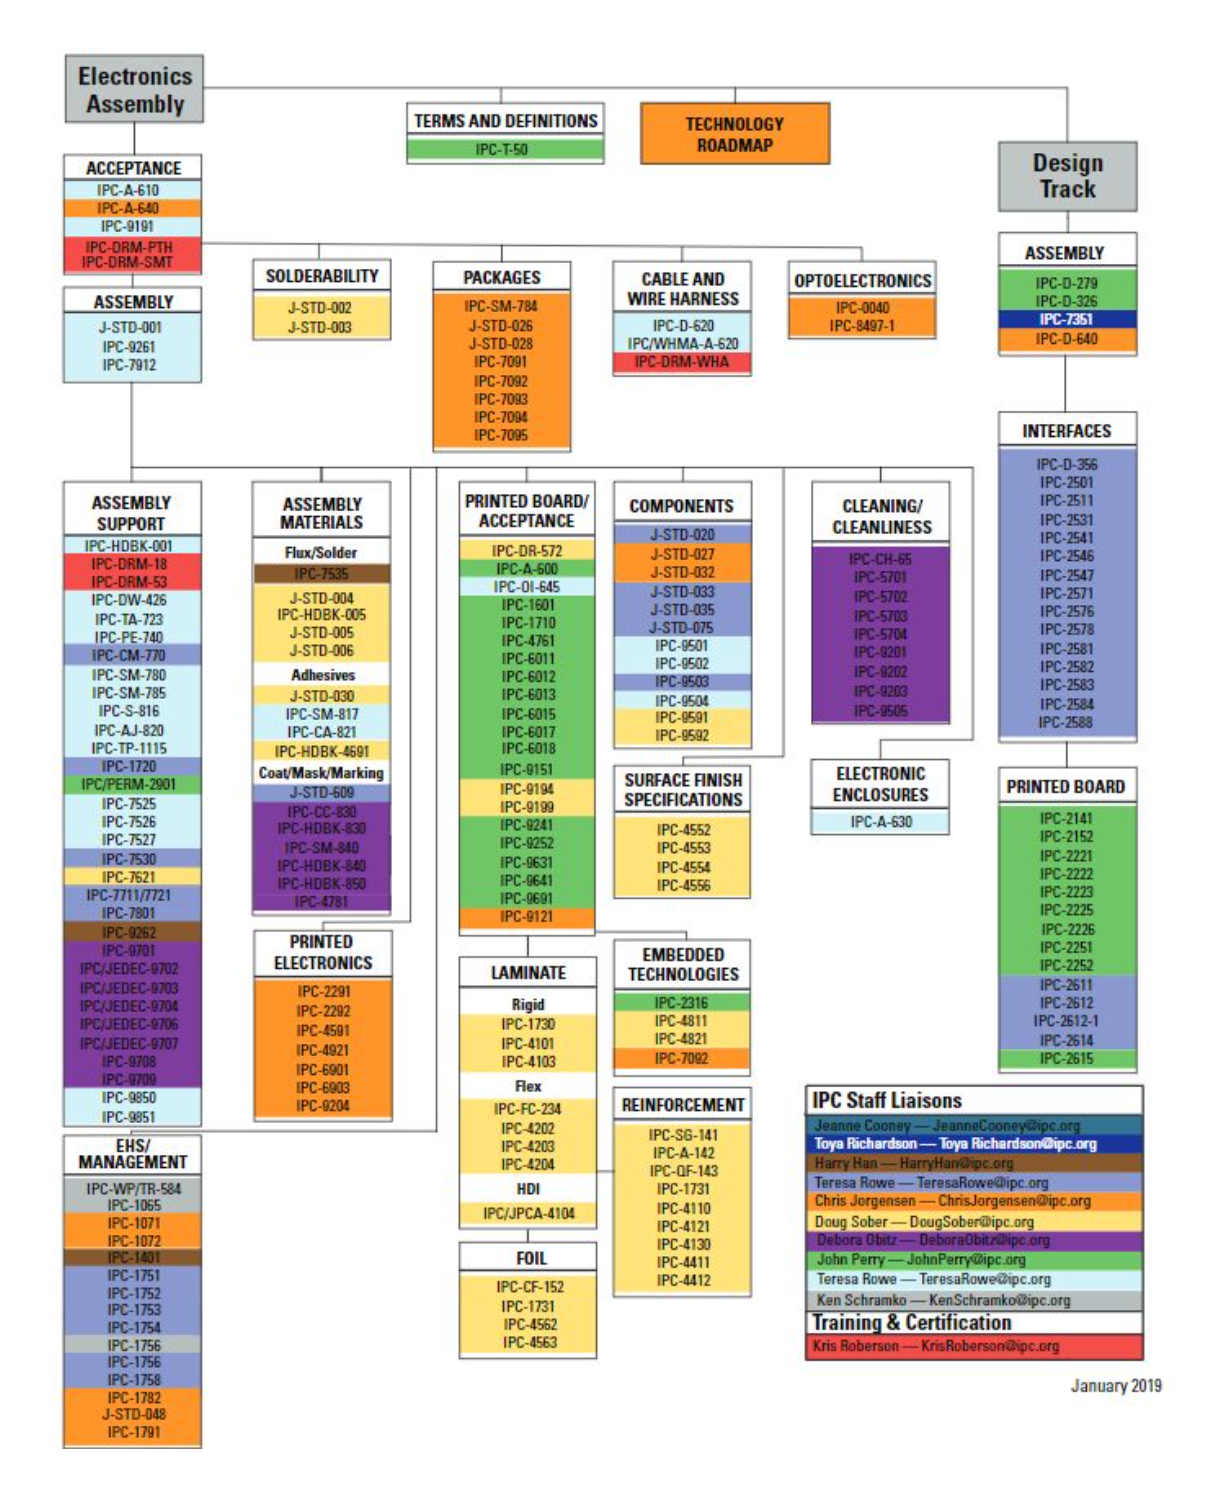 Electronics
Assembly
TERMS AND DEFINITIONS
IPC-T-50
TECHNOLOGY
ROADMAP
Design
Track
ACCEPTANCE
IPC-A-610
IPC-A-640
IPC-9191
IPC-DRM-PTH
IPC-DRM-SMT
ASSEMBLY
J-STD-001
IPC-9261
IPC-7912
SOLDERABILITY
J-STD-002
J-STD-003
PACKAGES
IPC-SM-784
J-STD-026
J-STD-028
IPC-7091
IPC-7092
IPC-7093
IPC-7094
IPC-7095
CABLE AND
WIRE HARNESS
IPC-D-620
IPC/WHMA-A-620
IPC-DRM-WHA
OPTOELECTRONICS
IPC-0040
IPC-8497-1
ASSEMBLY
IPC-D-279
IPC-D-326
IPC-7351
IPC-D-640
INTERFACES
IPC-D-356
IPC-2501
IPC-2511
IPC-2531
IPC-2541
IPC-2546
IPC-2547
IPC-2571
IPC-2576
IPC-2578
IPC-2581
IPC-2582
IPC-2583
IPC-2584
IPC-2588
ASSEMBLY
SUPPORT
IPC-HDBK-001
IPC-DRM-18
IPC-DRM-53
IPC-DW-426
IPC-TA-723
IPC-PE-740
IPC-CM-770
IPC-SM-780
IPC-SM-785
IPC-S-816
IPC-AJ-820
IPC-TP-1115
IPC-1720
IPC/PERM-2901
IPC-7525
IPC-7526
IPC-7527
IPC-7530
IPC-7621
IPC-7711/7721
IPC-7801
IPC-9262
IPC-9701
IPC/JEDEC-9702
IPC/JEDEC-9703
IPC/JEDEC-9704
IPC/JEDEC-9706
IPC/JEDEC-9707
IPC-9708
IPC-9709
IPC-9850
IPC-9851
EHS/
MANAGEMENT
IPC-WP/TR-584
IPC-1065
IPC-1071
IPC-1072
IPC-1401
IPC-1751
IPC-1752
IPC-1753
IPC-1754
IPC-1756
IPC-1756
IPC-1758
IPC-1782
J-STD-048
IPC-1791
ASSEMBLY
MATERIALS
Flux/Solder
IPC-7535
J-STD-004
IPC-HDBK-005
J-STD-005
J-STD-006
Adhesives
J-STD-030
IPC-SM-817
IPC-CA-821
IPC-HDBK-4691
Coat/Mask/Marking
J-STD-609
IPC-CC-830
IPC-HDBK-830
IPC-SM-840
IPC-HDBK-840
IPC-HDBK-850
IPC-4781
PRINTED
ELECTRONICS
IPC-2291
IPC-2292
IPC-4591
IPC-4921
IPC-6901
IPC-6903
IPC-9204
PRINTED BOARD/
ACCEPTANCE
IPC-DR-572
IPC-A-600
IPC-OI-645
IPC-1601
IPC-1710
IPC-4761
IPC-6011
IPC-6012
IPC-6013
IPC-6015
IPC-6017
IPC-6018
IPC-9151
IPC-9194
IPC-9199
IPC-9241
IPC-9252
IPC-9631
IPC-9641
IPC-9691
IPC-9121
LAMINATE
Rigid
IPC-1730
IPC-4101
IPC-4103
Flex
IPC-FC-234
IPC-4202
IPC-4203
IPC-4204
HDI
IPC/JPCA-4104
FOIL
IPC-CF-152
IPC-1731
IPC-4562
IPC-4563
COMPONENTS
J-STD-020
J-STD-027
J-STD-032
J-STD-033
J-STD-035
J-STD-075
IPC-9501
IPC-9502
IPC-9503
IPC-9504
IPC-9591
IPC-9592
SURFACE FINISH
SPECIFICATIONS
IPC-4552
IPC-4553
IPC-4554
IPC-4556
EMBEDDED
TECHNOLOGIES
IPC-2316
IPC-4811
IPC-4821
IPC-7092
REINFORCEMENT
IPC-SG-141
IPC-A-142
IPC-QF-143
IPC-1731
IPC-4110
IPC-4121
IPC-4130
IPC-4411
IPC-4412
CLEANING/
CLEANLINESS
IPC-CH-65
IPC-5701
IPC-5702
IPC-5703
IPC-5704
IPC-9201
IPC-9202
IPC-9203
IPC-9505
ELECTRONIC
ENCLOSURES
IPC-A-630
PRINTED BOARD
IPC-2141
IPC-2152
IPC-2221
IPC-2222
IPC-2223
IPC-2225
IPC-2226
IPC-2251
IPC-2252
IPC-2611
IPC-2612
IPC-2612-1
IPC-2614
IPC-2615
IPC Staff Liaisons
Jeanne Cooney — JeanneCooney@ipc.org
Toya Richardson — Toya Richardson@ipc.org
Harry Han — HarryHan@ipc.org
Teresa Rowe — TeresaRowe@ipc.org
Chris Jorgensen — ChrisJorgensen@ipc.org
Doug Sober — DougSober@ipc.org
Debora Obitz — DeboraObitz@ipc.org
John Perry — JohnPerry@ipc.org
Teresa Rowe — TeresaRowe@ipc.org
Ken Schramko — KenSchramko@ipc.org
Training & Certification
Kris Roberson — KrisRoberson@ipc.org
January 2019